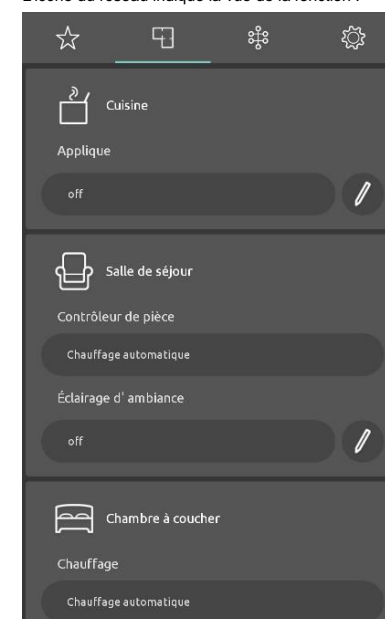 Cuisine
Applique
off
Salle de séjour
Contrôleur de pièce
Chauffage automatique
Éclairage d' ambiance
off
Chambre à coucher
Chauffage
Chauffage automatique